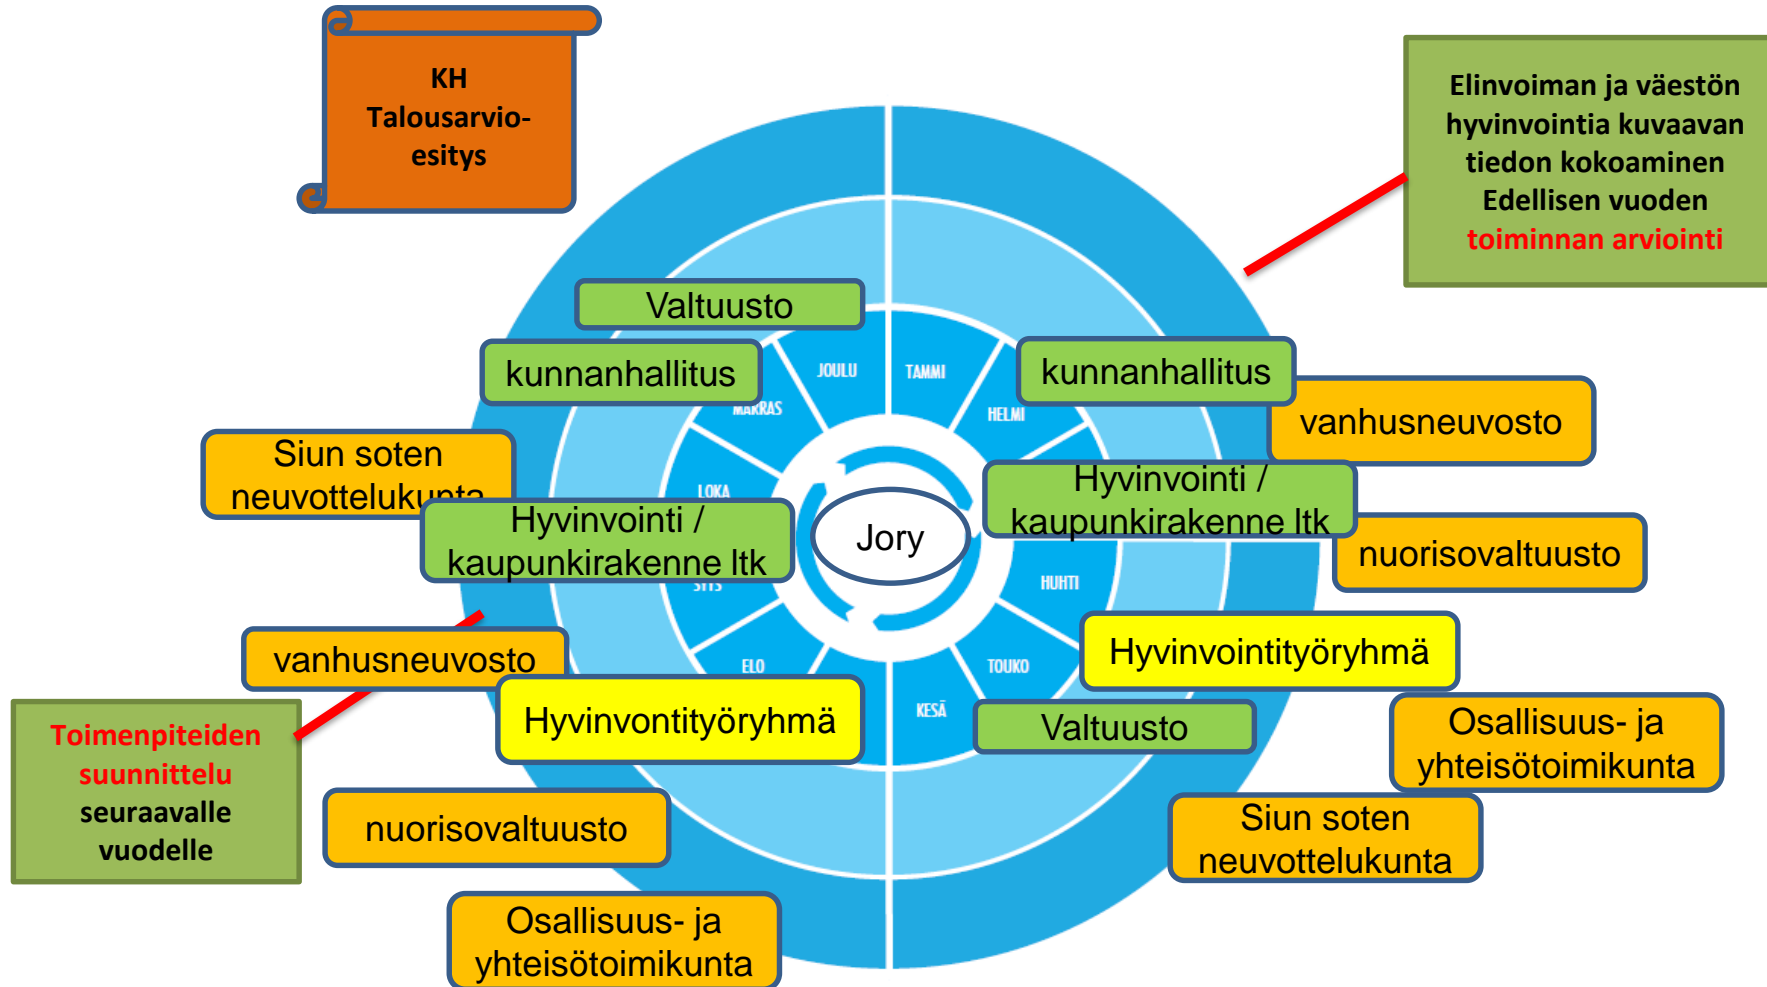 KH
Talousarvio-
esitys
Elinvoiman ja väestön
hyvinvointia kuvaavan
tiedon kokoaminen
Edellisen vuoden
toiminnan arviointi
Valtuusto
kunnanhallitus
JOULU
TAMMI
kunnanhallitus
MARRAS
HELMI
vanhusneuvosto
Siun soten
neuvottelukunta
LOKA
Hyvinvointi /
kaupunkirakenne ltk
Hyvinvointi /
kaupunkirakenne ltk
Jory
nuorisovaltuusto
SYYS
HUHTI
vanhusneuvosto
ELO
TOUKO
Hyvinvointityöryhmä
Hyvinvontityöryhmä
KESÄ
Valtuusto
Osallisuus- ja
yhteisötoimikunta
Toimenpiteiden
suunnittelu
seuraavalle
vuodelle
nuorisovaltuusto
Siun soten
neuvottelukunta
Osallisuus- ja
yhteisötoimikunta